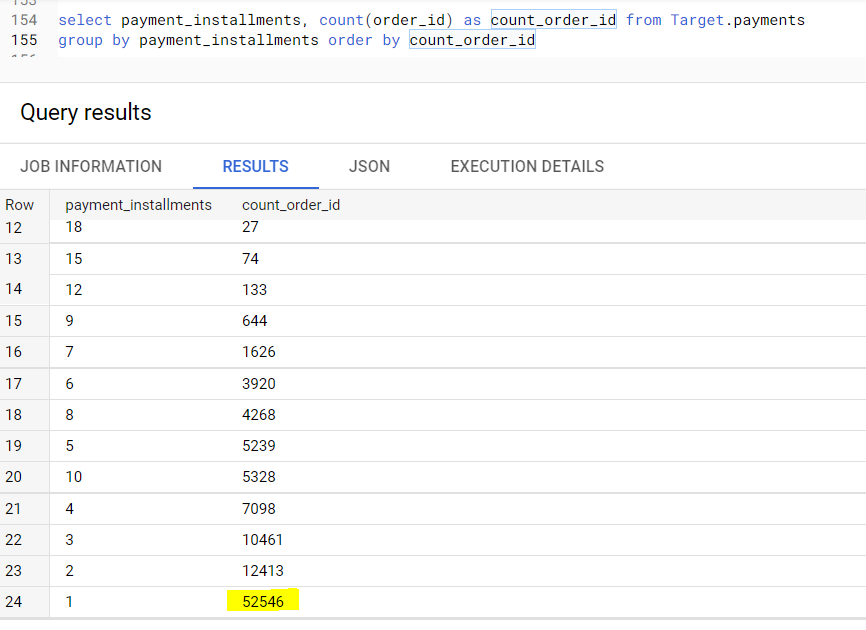 153
154 select payment_installments, count(order_id) as count_order_id from Target.payments
155 group by payment_installments order by count_order_id
156
Query results
JOB INFORMATION RESULTS JSON EXECUTION DETAILS
Row payment_installments count_order_id
12 18 27
13 15 74
14 12 133
15 9 644
16 7 1626
17 6 3920
18 8 4268
19 5 5239
20 10 5328
21 4 7098
22 3 10461
23 2 12413
24 1 52546